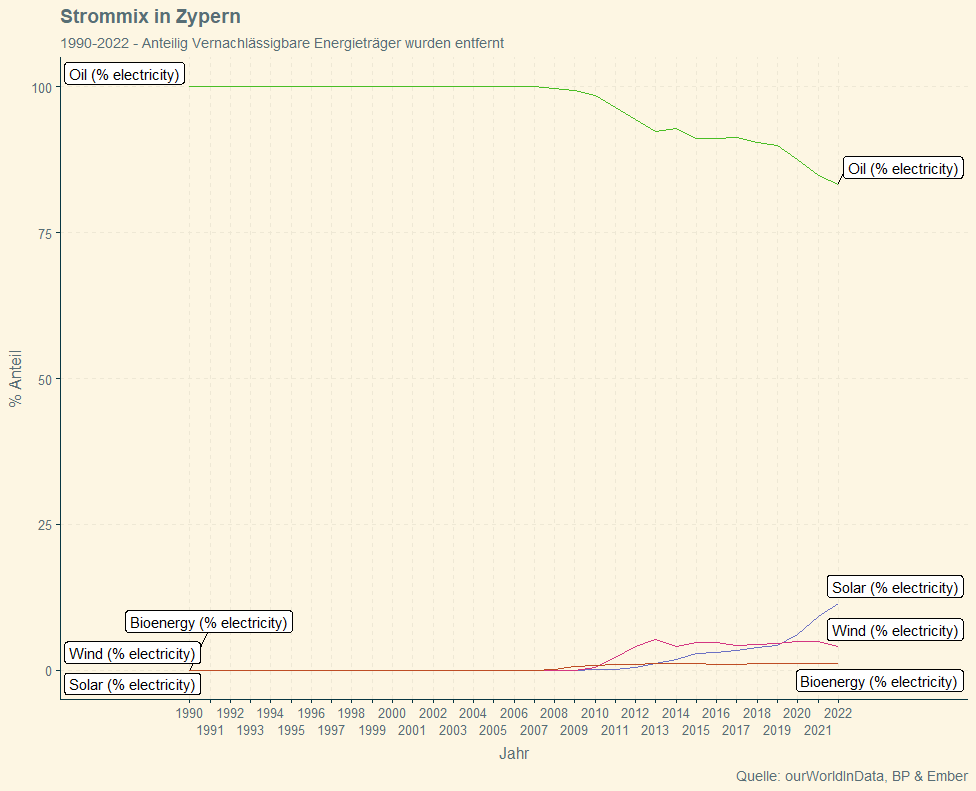 Strommix in Zypern
1990-2022 - Anteilig Vernachlässigbare Energieträger wurden entfernt
Oil (% electricity)
100
Oil (% electricity)
75
% Anteil
50
25
Solar (% electricity)
Bioenergy (% electricity)
Wind (% electricity)
Wind (% electricity)
0
Solar (% electricity)
Bioenergy (% electricity)
1990 1992 1994 1996 1998 2000 2002 2004 2006 2008 2010 2012 2014 2016 2018 2020 2022
1991 1993 1995 1997 1999 2001 2003 2005 2007 2009 2011 2013 2015 2017 2019 2021
Jahr
Quelle: ourWorldInData, BP & Ember